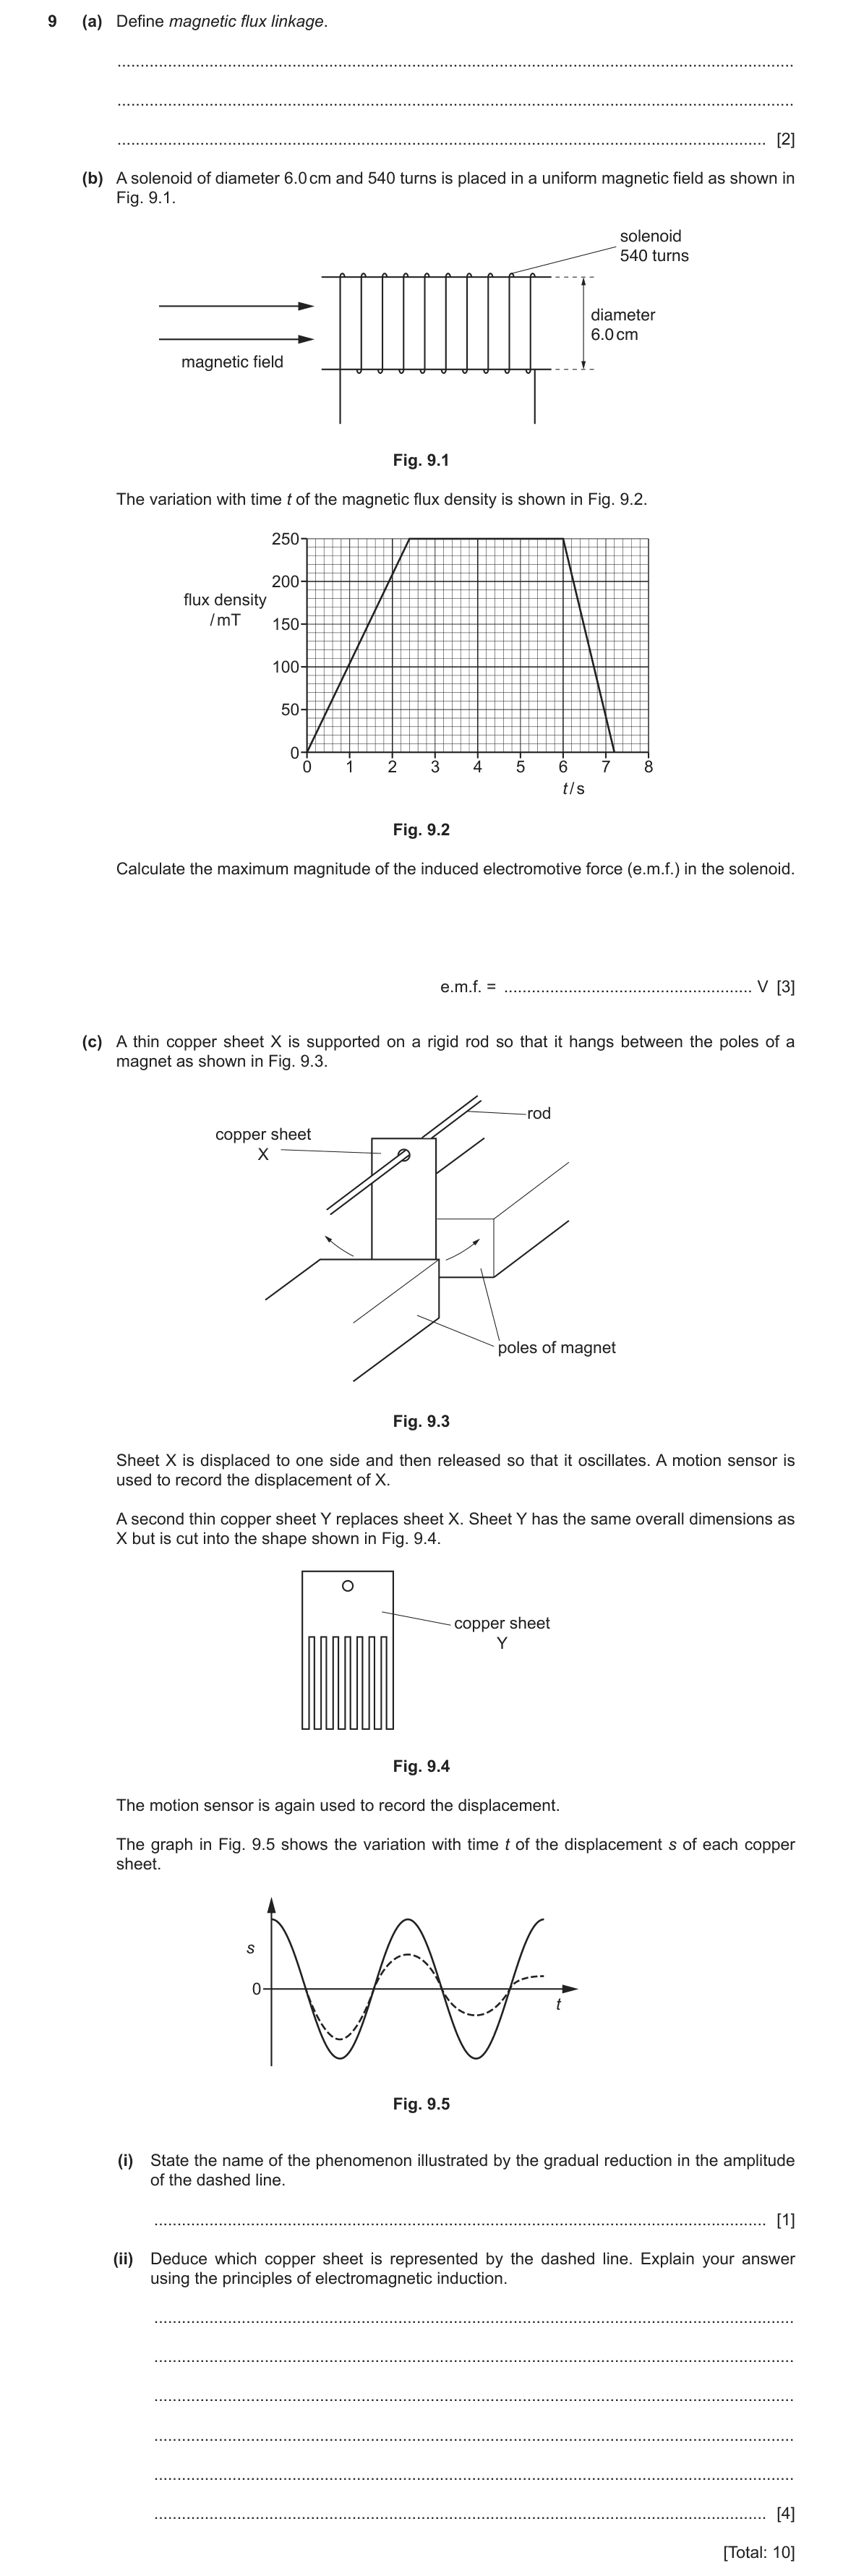 9 (a) Define magnetic flux linkage.
..........
..........
.......... [2]
(b) A solenoid of diameter 6.0 cm and 540 turns is placed in a uniform magnetic field as shown in
Fig. 9.1.
solenoid
540 turns
diameter
6.0 cm
magnetic field
Fig. 9.1
The variation with time t of the magnetic flux density is shown in Fig. 9.2.
250
200
flux density
/ mT
150
100
50
0
0 1 2 3 4 5 6 7 8
t / s
Fig. 9.2
Calculate the maximum magnitude of the induced electromotive force (e.m.f.) in the solenoid.
e.m.f. = .......... V [3]
(c) A thin copper sheet X is supported on a rigid rod so that it hangs between the poles of a
magnet as shown in Fig. 9.3.
rod
copper sheet
X
poles of magnet
Fig. 9.3
Sheet X is displaced to one side and then released so that it oscillates. A motion sensor is
used to record the displacement of X.
A second thin copper sheet Y replaces sheet X. Sheet Y has the same overall dimensions as
X but is cut into the shape shown in Fig. 9.4.
copper sheet
Y
Fig. 9.4
The motion sensor is again used to record the displacement.
The graph in Fig. 9.5 shows the variation with time t of the displacement s of each copper
sheet.
s
0
t
Fig. 9.5
(i) State the name of the phenomenon illustrated by the gradual reduction in the amplitude
of the dashed line.
.......... [1]
(ii) Deduce which copper sheet is represented by the dashed line. Explain your answer
using the principles of electromagnetic induction.
..........
..........
..........
..........
..........
.......... [4]
[Total: 10]